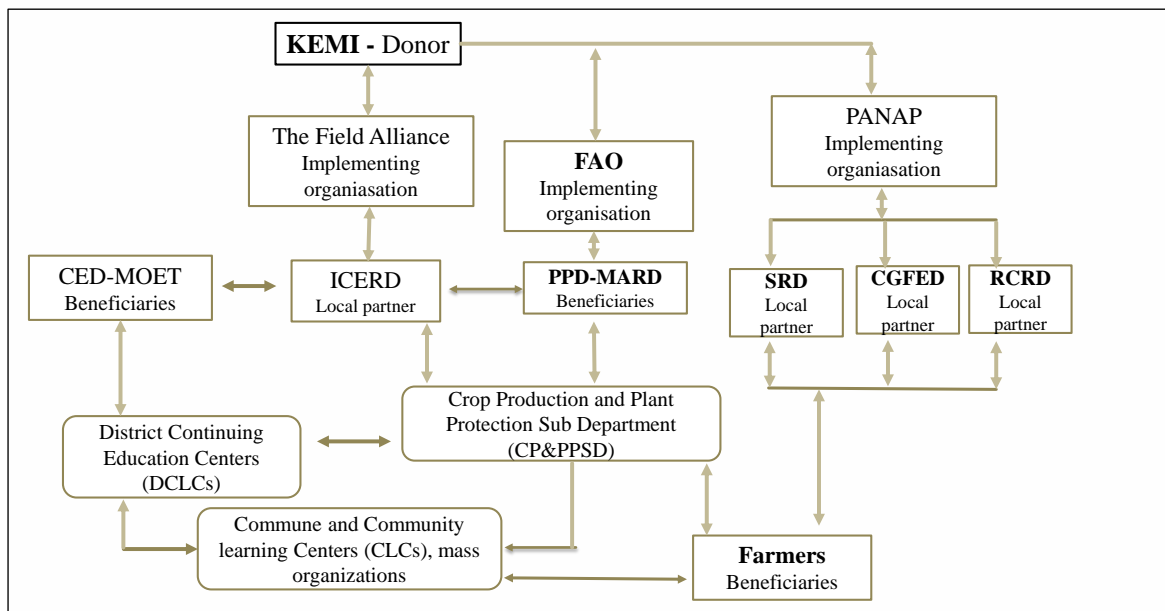 KEMI - Donor
The Field Alliance
Implementing
organiasation
FAO
Implementing
organisation
PANAP
Implementing
organiasation
CED-MOET
Beneficiaries
ICERD
Local partner
PPD-MARD
Beneficiaries
SRD
Local
partner
CGFED
Local
partner
RCRD
Local
partner
Crop Production and Plant
Protection Sub Department
(CP&PPSD)
District Continuing
Education Centers
(DCLCs)
Commune and Community
learning Centers (CLCs), mass
organizations
Farmers
Beneficiaries